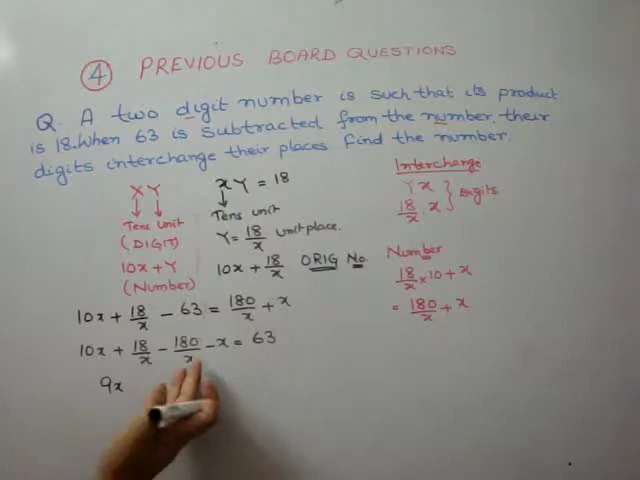 4 PREVIOUS BOARD QUESTIONS
Q. A two digit number is such that its product
is 18. When 63 is subtracted from the number, their
digits interchange their places find the number.
XY
Tens unit
(DIGIT)
10x + Y
(Number)
xY = 18
Tens unit
Y = 18/x unit place.
10x + 18/x ORIG No.
Interchange
Yx
18/x . x } Digits
Number
18/x × 10 + x
= 180/x + x
10x + 18/x - 63 = 180/x + x
10x + 18/x - 180/x - x = 63
9x